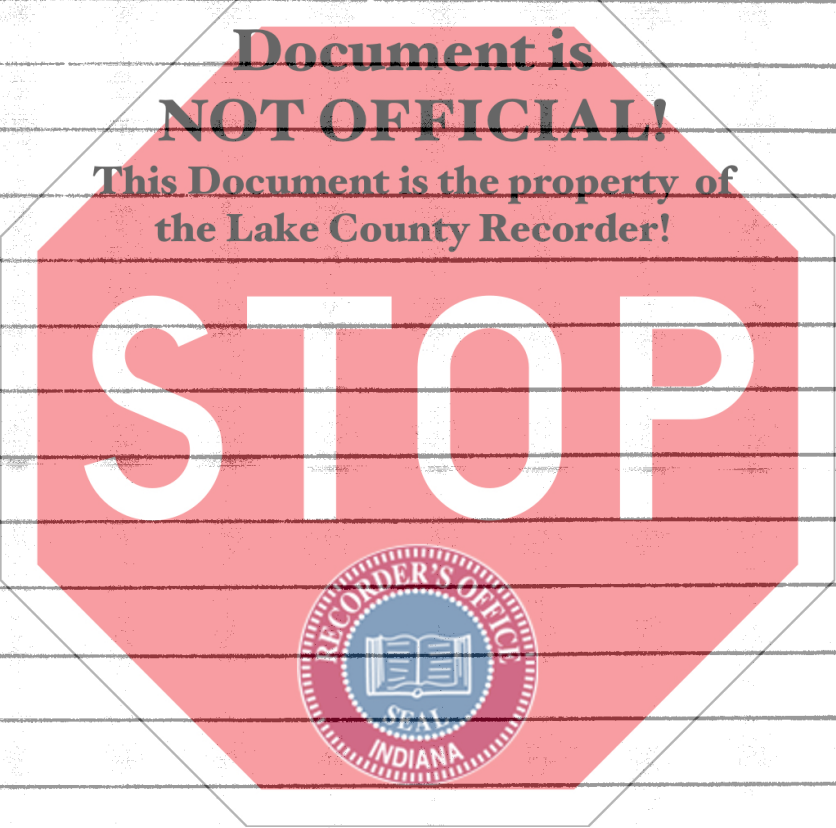 Document is
NOT OFFICIAL!
This Document is the property of
the Lake County Recorder!
STOP
RECORDER'S OFFICE
SEAL
INDIANA